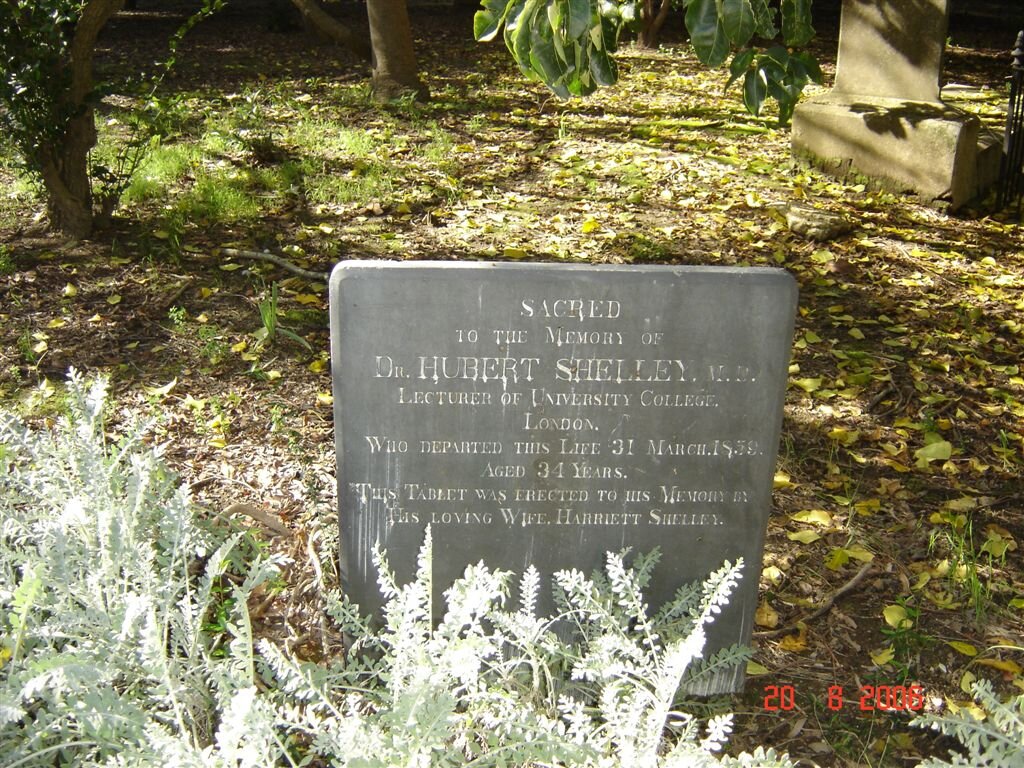 SACRED
TO THE MEMORY OF
DR. HUBERT SHELLEY. M.D.
LECTURER OF UNIVERSITY COLLEGE,
LONDON.
WHO DEPARTED THIS LIFE 31 MARCH.1859.
AGED 34 YEARS.
THIS TABLET WAS ERECTED TO HIS MEMORY BY
HIS LOVING WIFE, HARRIETT SHELLEY.
20 8 2006